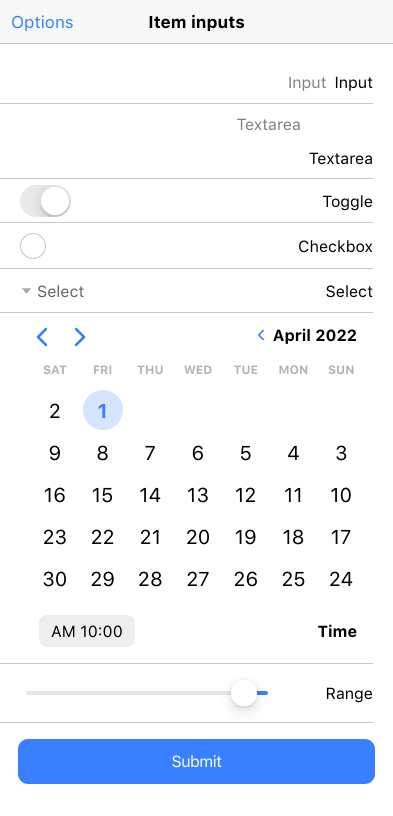 Options Item inputs
Input Input
Textarea
Textarea
Toggle
Checkbox
Select Select
April 2022
SAT FRI THU WED TUE MON SUN
2 1
9 8 7 6 5 4 3
16 15 14 13 12 11 10
23 22 21 20 19 18 17
30 29 28 27 26 25 24
AM 10:00 Time
Range
Submit